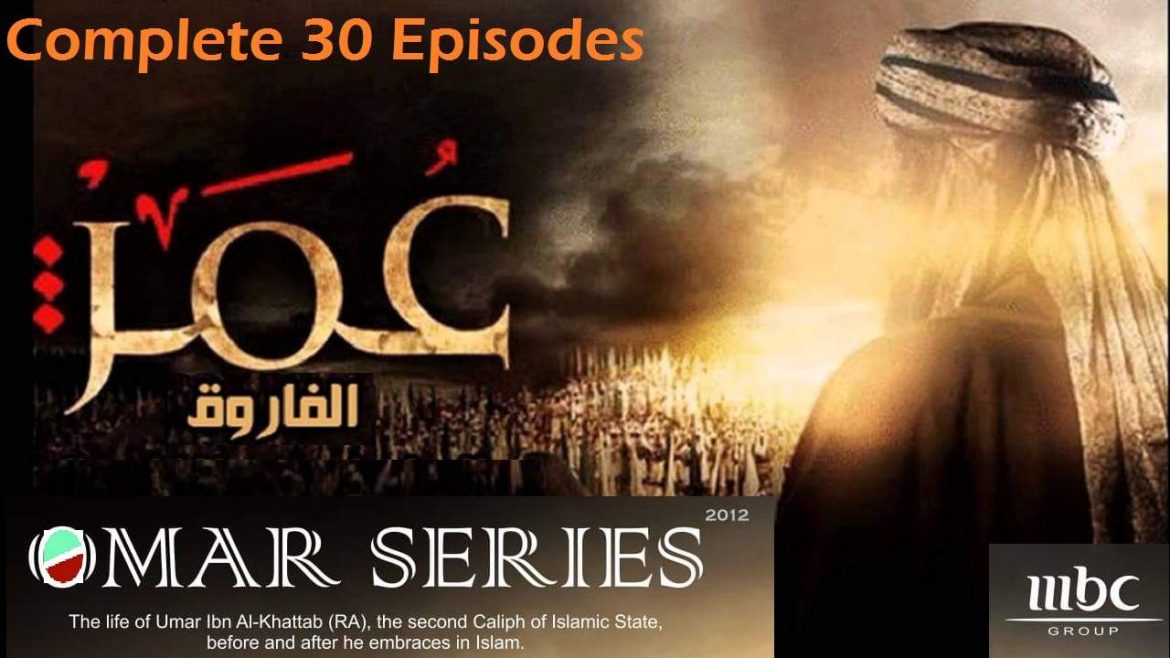 Complete 30 Episodes
عُمَرُ
الفاروق
OMAR SERIES
2012
The life of Umar Ibn Al-Khattab (RA), the second Caliph of Islamic State,
before and after he embraces in Islam.
mbc
GROUP